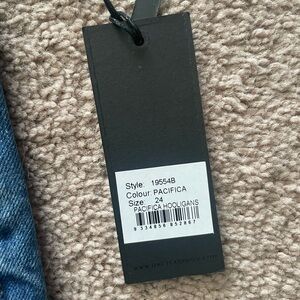 Style: 19554B
Colour: PACIFICA
Size: 24
PACIFICA HOOLIGANS
9 334856 852867